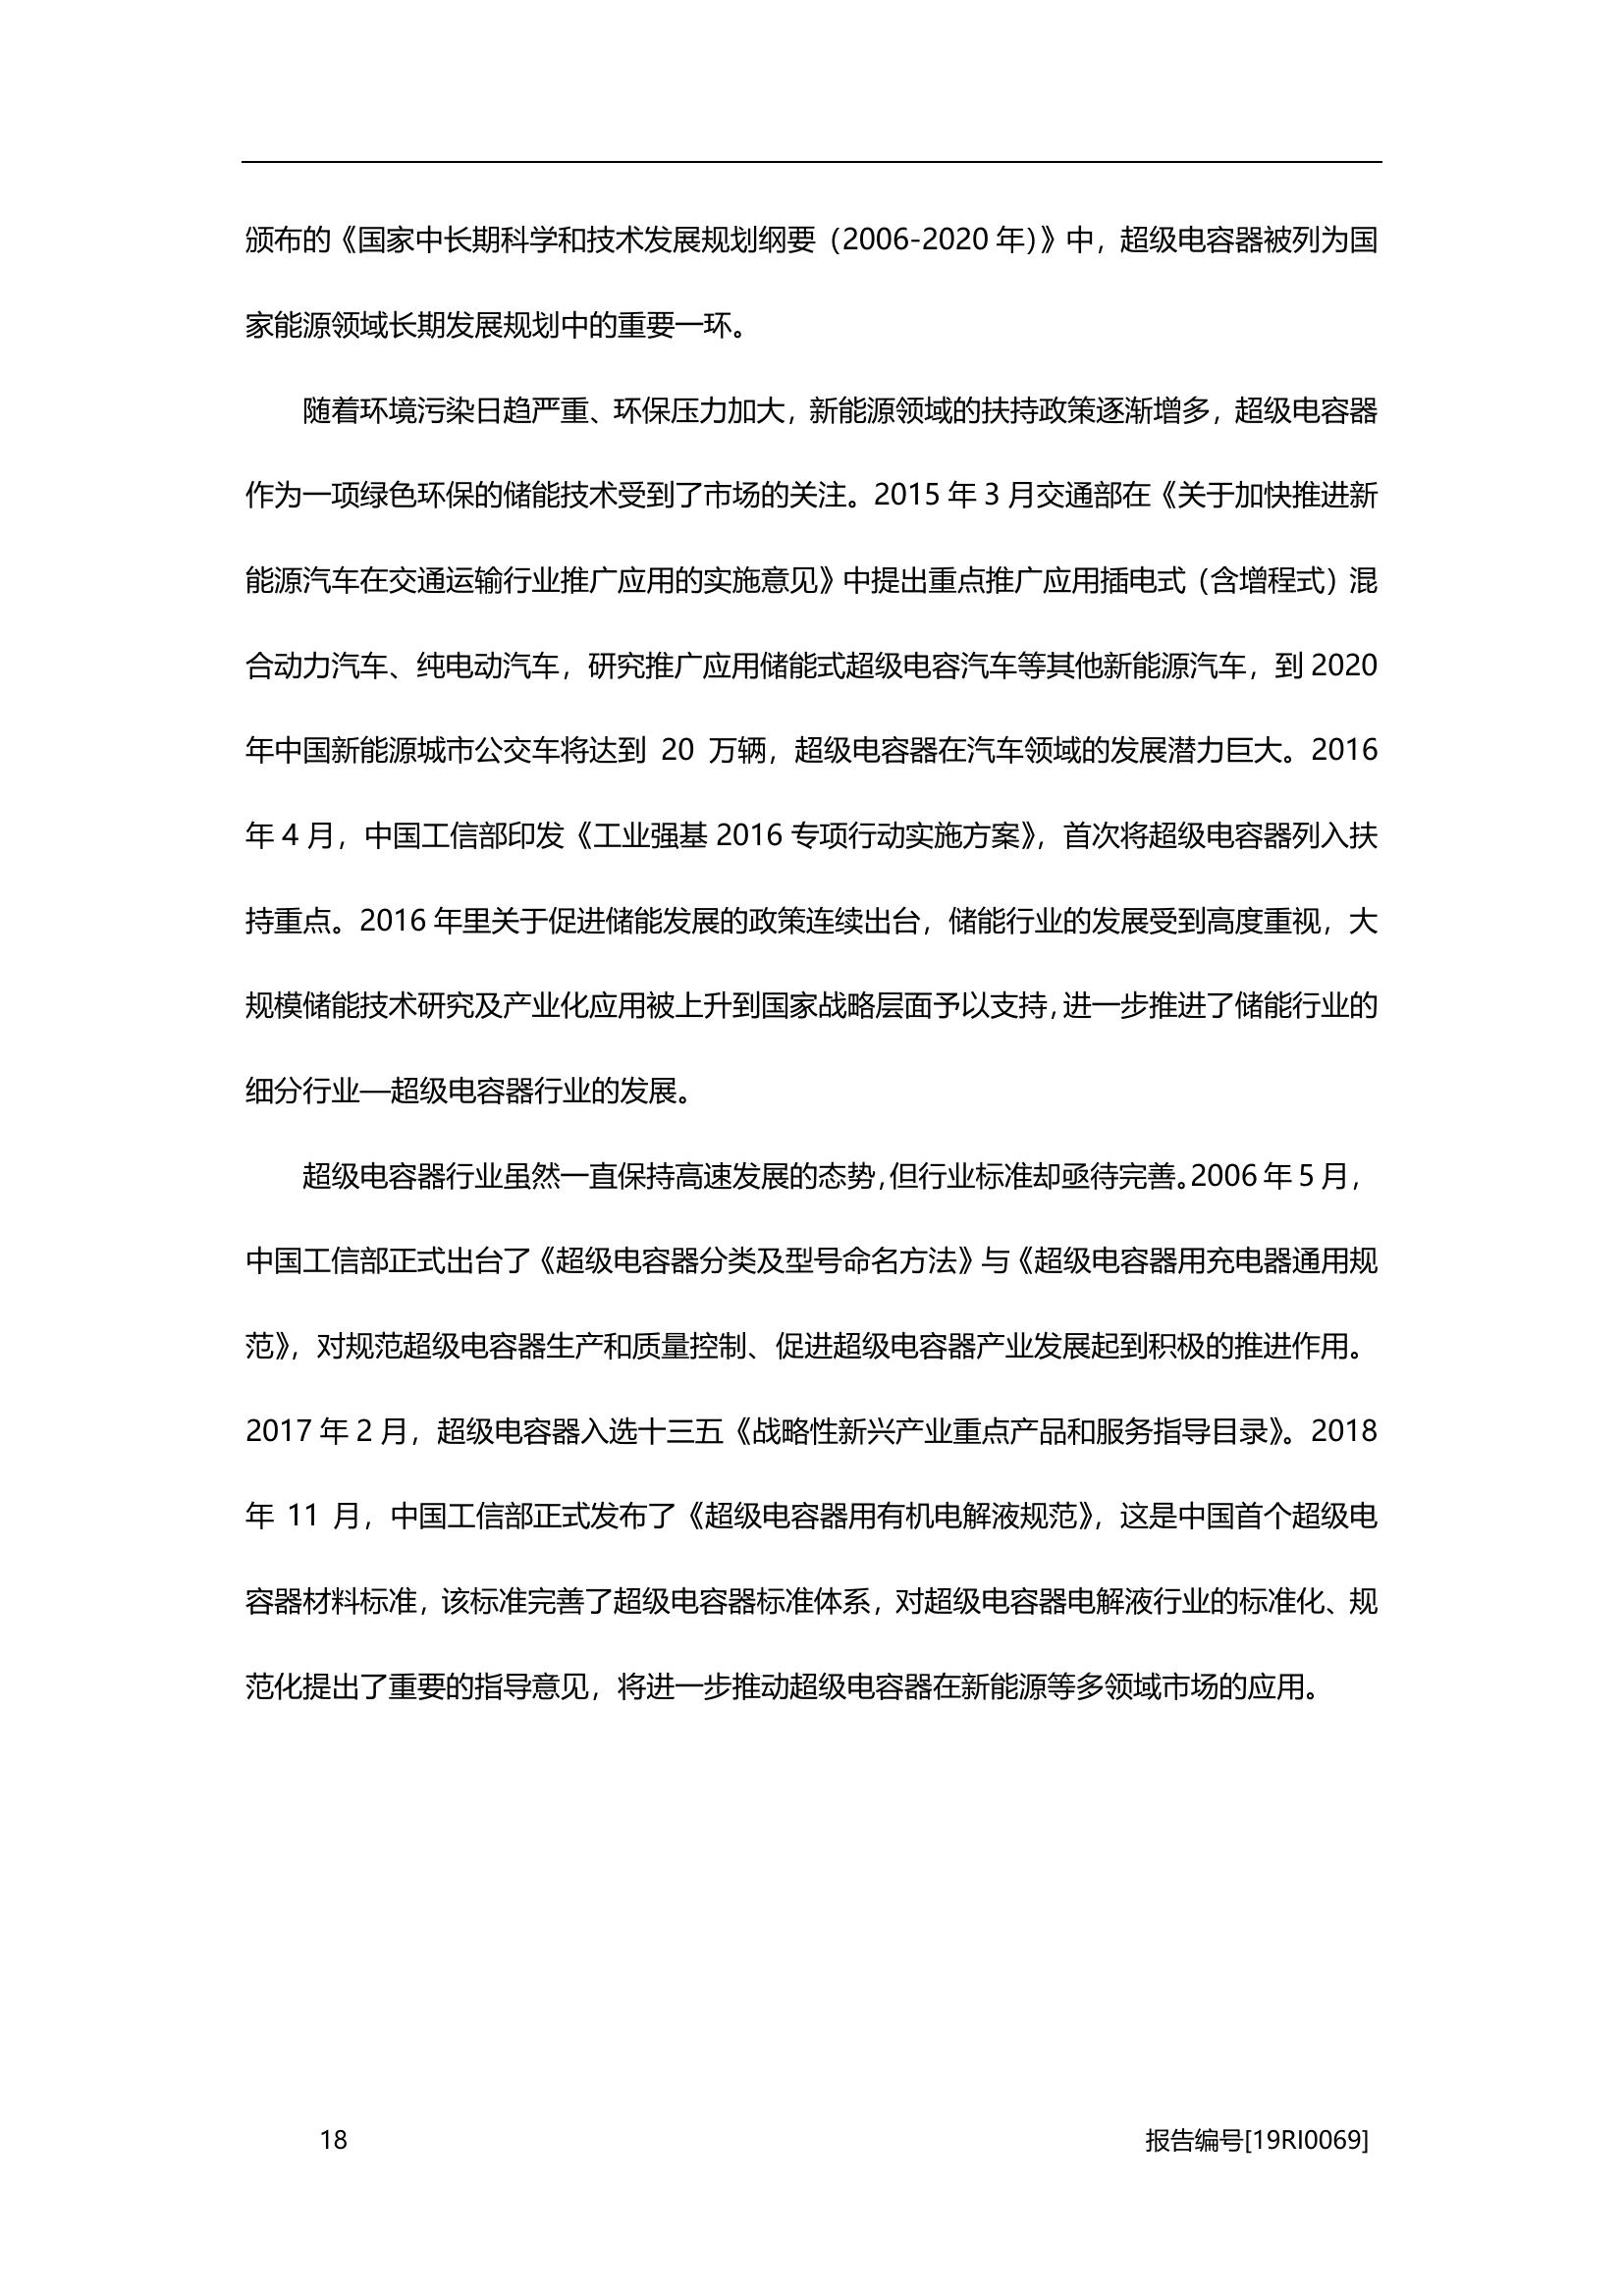 颁布的《国家中长期科学和技术发展规划纲要（2006-2020 年）》中，超级电容器被列为国
家能源领域长期发展规划中的重要一环。
随着环境污染日趋严重、环保压力加大，新能源领域的扶持政策逐渐增多，超级电容器
作为一项绿色环保的储能技术受到了市场的关注。2015 年 3 月交通部在《关于加快推进新
能源汽车在交通运输行业推广应用的实施意见》中提出重点推广应用插电式（含增程式）混
合动力汽车、纯电动汽车，研究推广应用储能式超级电容汽车等其他新能源汽车，到 2020
年中国新能源城市公交车将达到 20 万辆，超级电容器在汽车领域的发展潜力巨大。2016
年 4 月，中国工信部印发《工业强基 2016 专项行动实施方案》，首次将超级电容器列入扶
持重点。2016 年里关于促进储能发展的政策连续出台，储能行业的发展受到高度重视，大
规模储能技术研究及产业化应用被上升到国家战略层面予以支持，进一步推进了储能行业的
细分行业—超级电容器行业的发展。
超级电容器行业虽然一直保持高速发展的态势，但行业标准却亟待完善。2006 年 5 月，
中国工信部正式出台了《超级电容器分类及型号命名方法》与《超级电容器用充电器通用规
范》，对规范超级电容器生产和质量控制、促进超级电容器产业发展起到积极的推进作用。
2017 年 2 月，超级电容器入选十三五《战略性新兴产业重点产品和服务指导目录》。2018
年 11 月，中国工信部正式发布了《超级电容器用有机电解液规范》，这是中国首个超级电
容器材料标准，该标准完善了超级电容器标准体系，对超级电容器电解液行业的标准化、规
范化提出了重要的指导意见，将进一步推动超级电容器在新能源等多领域市场的应用。
18 报告编号[19RI0069]